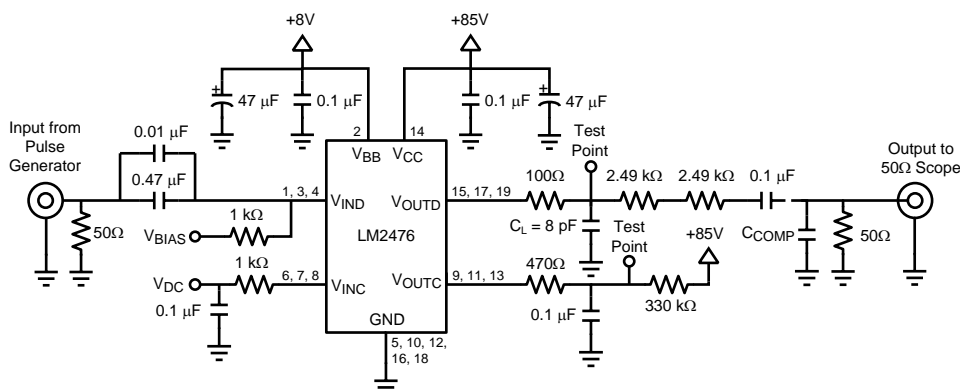 +8V
+85V
47 μF
0.1 μF
0.1 μF
47 μF
Input from
Pulse
Generator
0.01 μF
0.47 μF
50Ω
VBIAS
1 kΩ
1, 3, 4
VDC
1 kΩ
6, 7, 8
0.1 μF
2
14
VBB
VCC
VIND
VOUTD
LM2476
VINC
VOUTC
GND
5, 10, 12,
16, 18
15, 17, 19
100Ω
Test
Point
2.49 kΩ
2.49 kΩ
0.1 μF
Output to
50Ω Scope
CL = 8 pF
Test
Point
+85V
CCOMP
50Ω
9, 11, 13
470Ω
0.1 μF
330 kΩ
+
+